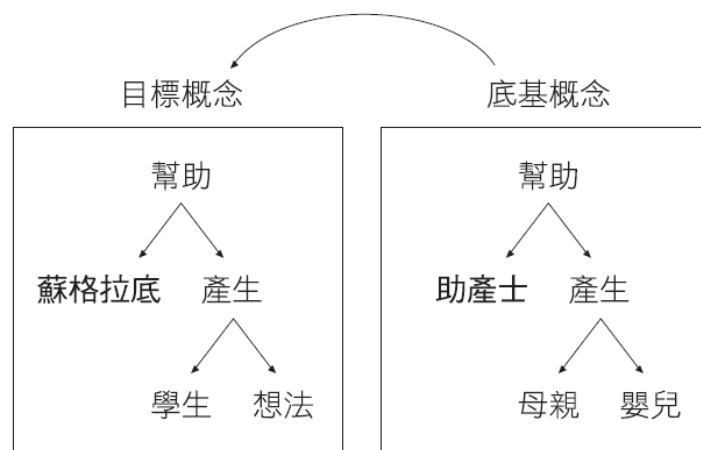 目標概念
底基概念
幫助
蘇格拉底 產生
學生 想法
幫助
助產士 產生
母親 嬰兒